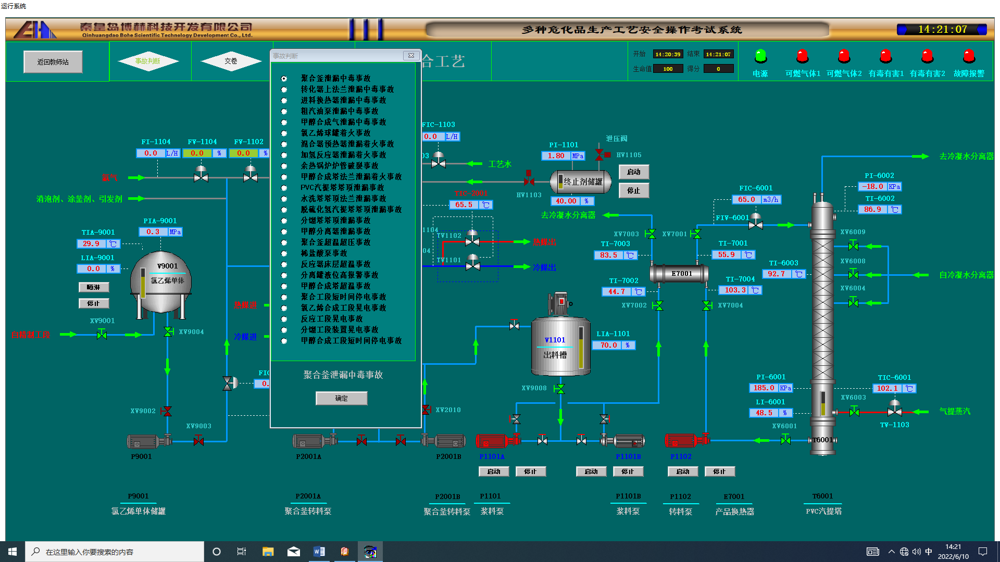 运行系统
秦皇岛博赫科技开发有限公司
Qinhuangdao Bohe Scientific Technology Development Co., Ltd.
多种危化品生产工艺安全操作考试系统
14:21:07
返回教师站
事故判断
交卷
合工艺
开始 14:20:39 结束 14:21:07
生命值 100 得分 0
电源 可燃气体1 可燃气体2 有毒有害1 有毒有害2 故障报警
事故判断
聚合釜泄漏中毒事故
转化器上法兰泄漏中毒事故
进料换热器泄漏中毒事故
粗汽油泵泄漏中毒事故
甲醇合成气泄漏中毒事故
氯乙烯球罐着火事故
混合器预热器泄漏着火事故
加氢反应器泄漏着火事故
余热锅炉炉管破裂事故
甲醇合成塔法兰泄漏着火事故
PVC汽提塔塔顶泄漏事故
水洗塔塔顶法兰泄漏事故
脱硫化氢汽提塔塔顶泄漏事故
分馏塔塔顶泄漏事故
甲醇分离器泄漏事故
聚合釜超温超压事故
稀盐酸泵事故
反应器床层超温事故
分离罐液位高报警事故
甲醇合成塔超温事故
聚合工段短时间停电事故
氯乙烯合成工段晃电事故
反应工段晃电事故
分馏工段装置晃电事故
甲醇合成工段短时间停电事故
聚合釜泄漏中毒事故
确定
FI-1104 FV-1104 FV-1102
0.0 L/H 0.0 % 0.0 %
氮气
消泡剂、涂釜剂、引发剂
PIA-9001
0.3 MPa
TIA-9001
29.9 ℃
LIA-9001
0.0 %
V9001
氯乙烯单体
喷淋
停止
XV9001
自精制工段
XV9004
热媒进
冷媒进
XV9002
XV9003
FIC
0.
P9001
P2001A
P2001B
XV2010
FIC-1103
0.0 L/H
03
工艺水
PI-1101
1.80 MPa
泄压阀
HV1105
终止剂储罐
启动
停止
HV1103
40.00 %
TIC-2001
65.5 ℃
去冷凝水分离器
1104
TV1102
04
TV1101
热媒出
冷媒出
XV7003
XV7001
TI-7003
83.5 ℃
TI-7001
55.9 ℃
E7001
TI-7002
44.7 ℃
TI-7004
103.3 ℃
XV7002
XV7004
FIC-6001
65.0 m3/h
FIV-6001
去冷凝水分离器
PI-6002
-18.0 KPa
TI-6002
86.9 ℃
XV6009
TI-6003
92.7 ℃
XV6008
自冷凝水分离器
XV6004
V1101
出料槽
LIA-1101
70.0 %
XV9008
PI-6001
185.0 KPa
LI-6001
48.5 %
TIC-6001
102.1 ℃
XV6003
气提蒸汽
TV-1103
XV6001
T6001
P1101A
P1101B
P1102
启动 停止 启动 停止 启动 停止
P9001 P2001A P2001B P1101 P1101B P1102 E7001 T6001
氯乙烯单体储罐 聚合釜转料泵 聚合釜转料泵 浆料泵 浆料泵 转料泵 产品换热器 PVC汽提塔
在这里输入你要搜索的内容
中
14:21
2022/6/10